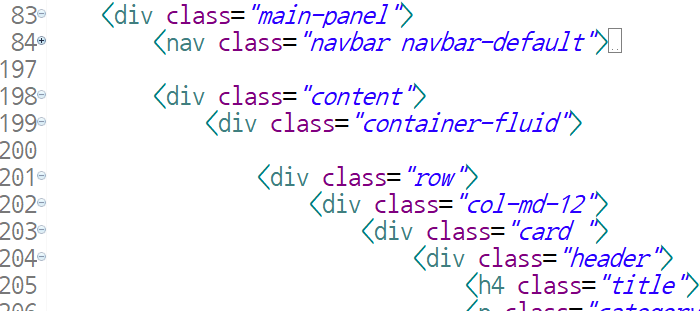 83 <div class="main-panel">
84 <nav class="navbar navbar-default">
197
198 <div class="content">
199 <div class="container-fluid">
200
201 <div class="row">
202 <div class="col-md-12">
203 <div class="card ">
204 <div class="header">
205 <h4 class="title">
206 <p class="category